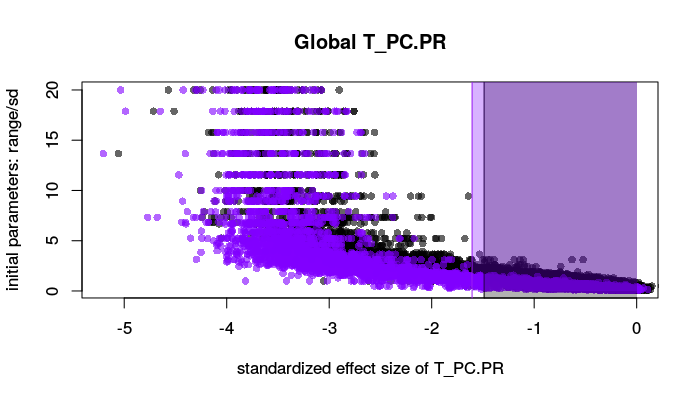 Global T_PC.PR
initial parameters: range/sd
20
15
10
5
0
-5 -4 -3 -2 -1 0
standardized effect size of T_PC.PR